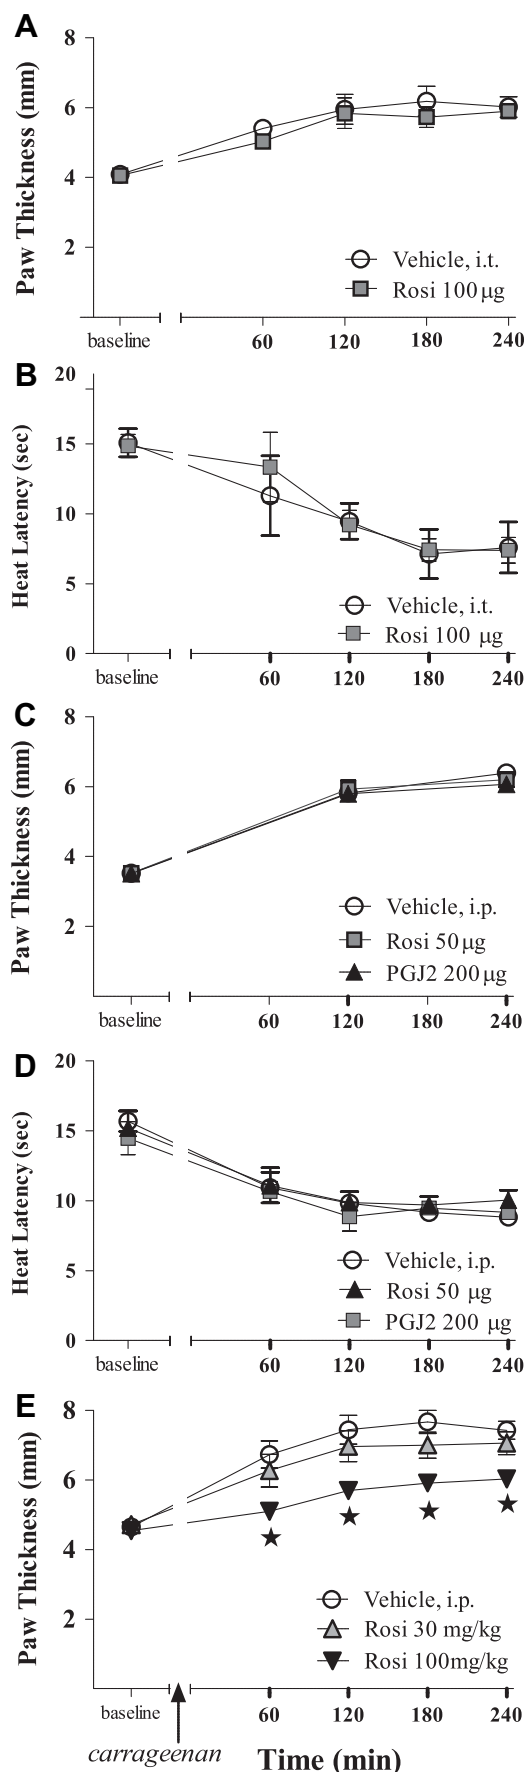 A
Paw Thickness (mm)
8
6
4
2
Vehicle, i.t.
Rosi 100 µg
baseline 60 120 180 240
B
Heat Latency (sec)
20
15
10
5
0
Vehicle, i.t.
Rosi 100 µg
baseline 60 120 180 240
C
Paw Thickness (mm)
8
6
4
2
Vehicle, i.p.
Rosi 50 µg
PGJ2 200 µg
baseline 60 120 180 240
D
Heat Latency (sec)
20
15
10
5
0
Vehicle, i.p.
Rosi 50 µg
PGJ2 200 µg
baseline 60 120 180 240
E
Paw Thickness (mm)
8
6
4
2
Vehicle, i.p.
Rosi 30 mg/kg
Rosi 100mg/kg
baseline 60 120 180 240
carrageenan Time (min)